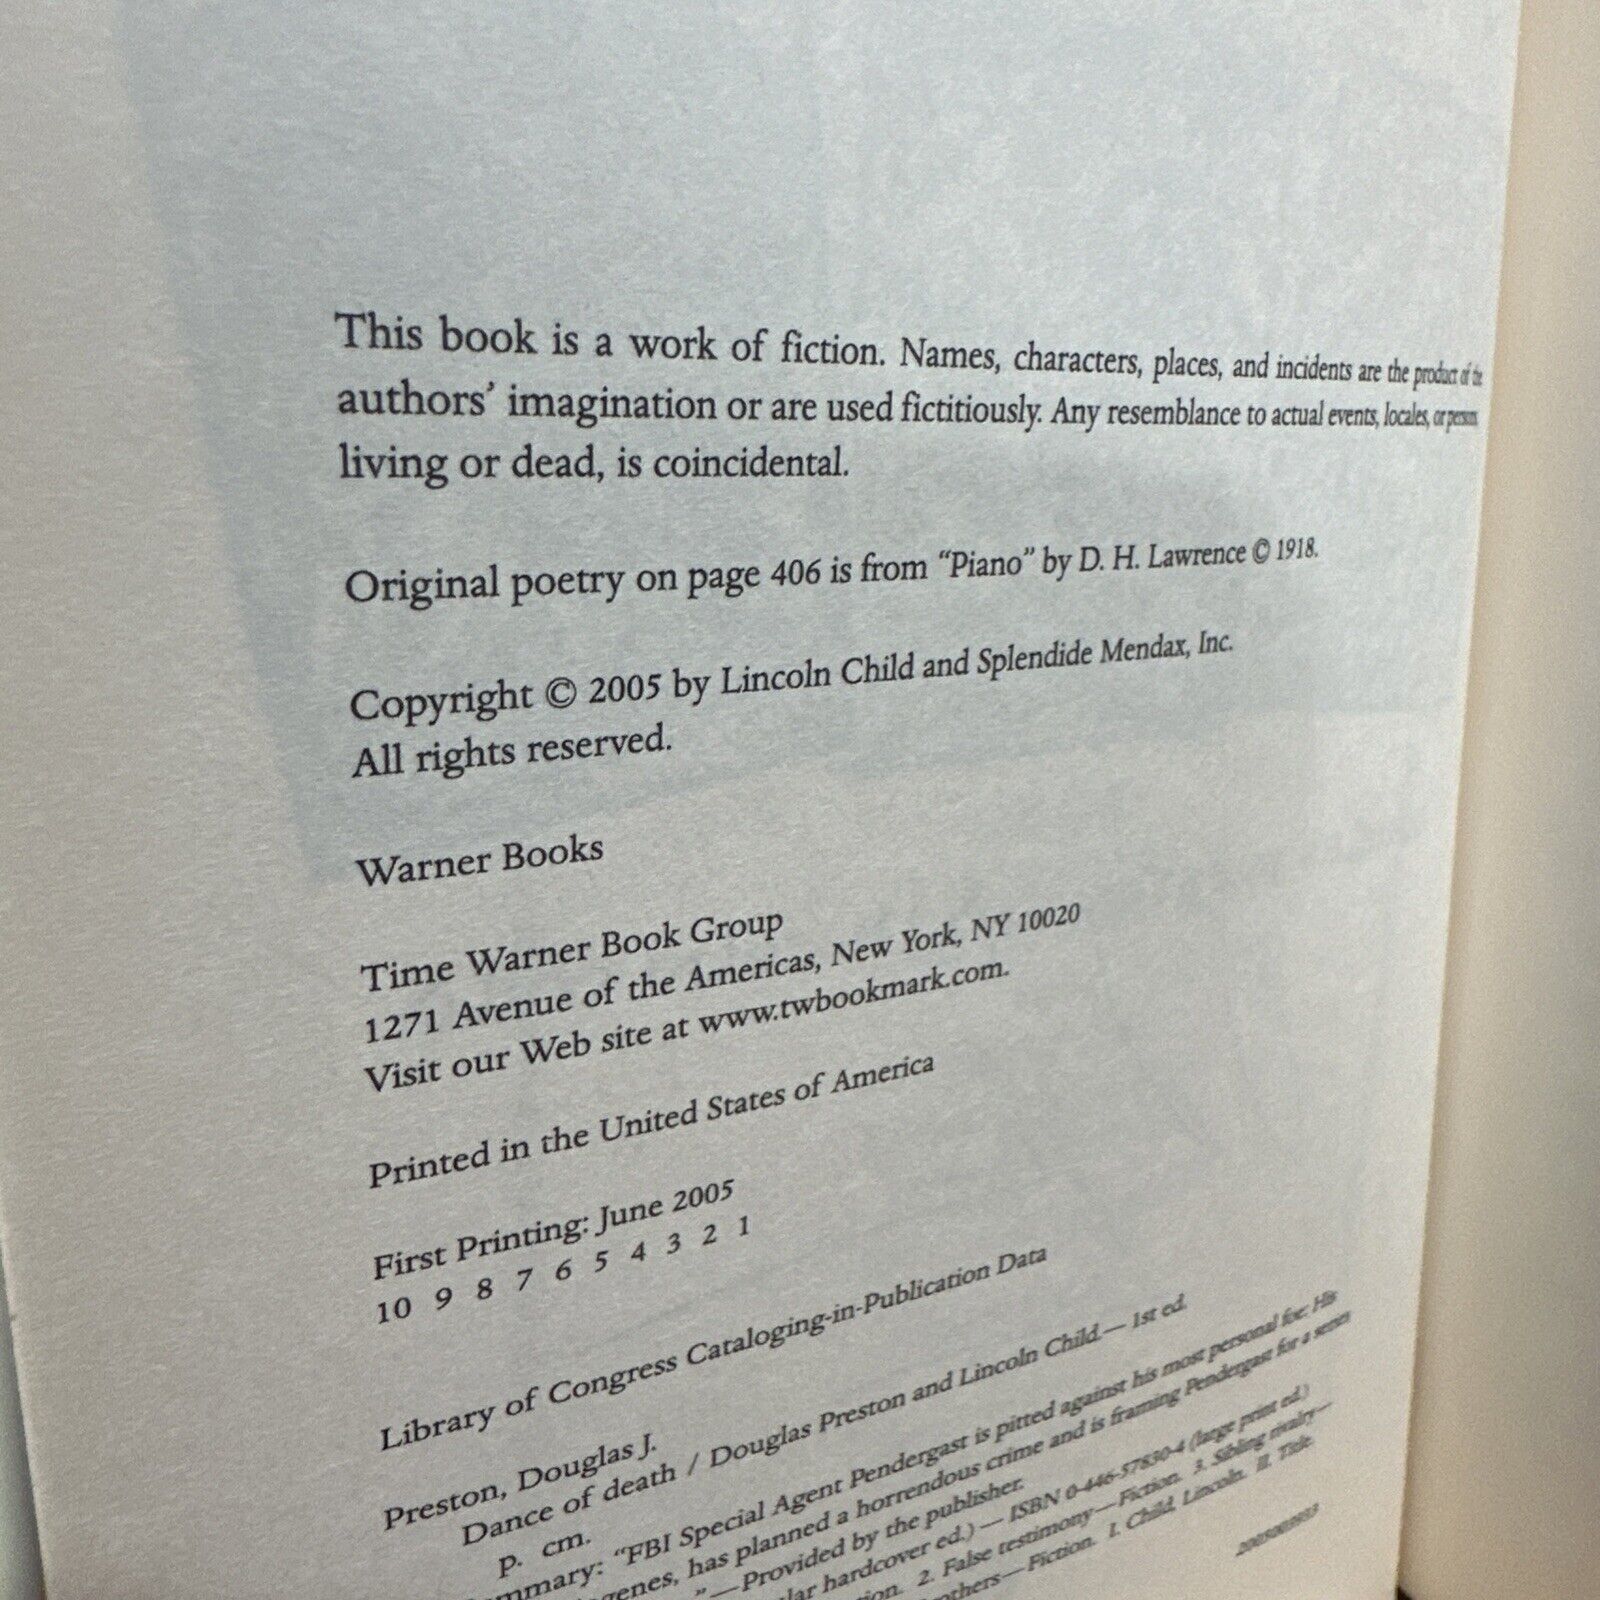 This book is a work of fiction. Names, characters, places, and incidents are the product of the
authors' imagination or are used fictitiously. Any resemblance to actual events, locales, or persons
living or dead, is coincidental.
Original poetry on page 406 is from “Piano” by D. H. Lawrence © 1918.
Copyright © 2005 by Lincoln Child and Splendide Mendax, Inc.
All rights reserved.
Warner Books
Time Warner Book Group
1271 Avenue of the Americas, New York, NY 10020
Visit our Web site at www.twbookmark.com.
Printed in the United States of America
First Printing: June 2005
10 9 8 7 6 5 4 3 2 1
Library of Congress Cataloging-in-Publication Data
Preston, Douglas J.
Dance of death / Douglas Preston and Lincoln Child.— 1st ed.
p. cm.
mmary: “FBI Special Agent Pendergast is pitted against his most personal foe: His
genes, has planned a horrendous crime and is framing Pendergast for a series
”—Provided by the publisher.
lar hardcover ed.) — ISBN 0-446-57830-4 (large print ed.)
ion. 2. False testimony—Fiction. 3. Sibling rivalry—
others—Fiction. I. Child, Lincoln. II. Title.